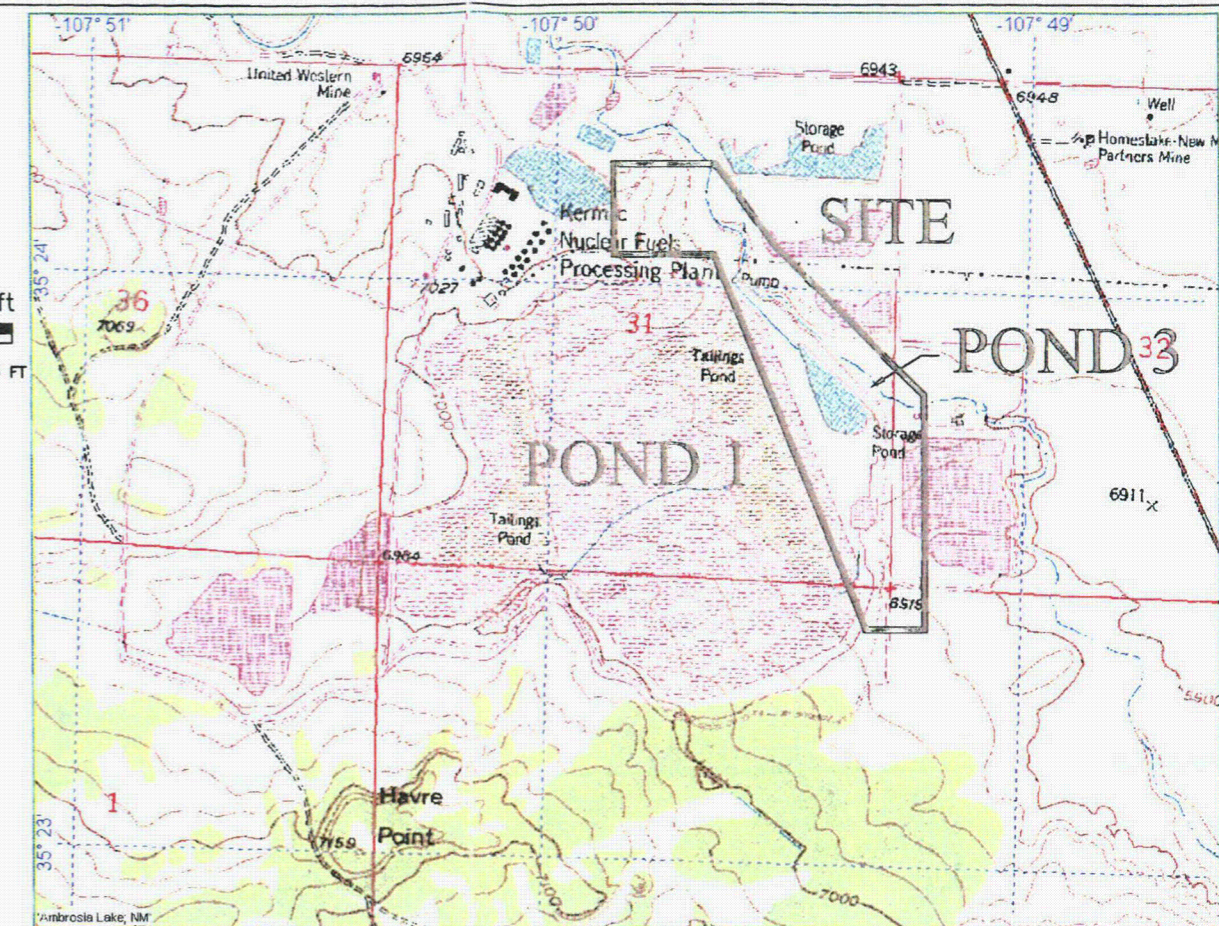 -107° 51'
-107° 50'
-107° 49'
6964
6943
6948
United Western
Mine
Well
Storage
Pond
Homestake-New M
Partners Mine
Nuclear Fuels
Processing Plant
SITE
35° 24'
ft
36
7069
7027
Pump
31
FT
Tailings
Pond
POND 3
32
7000
POND 1
Storage
Pond
6911
Tailings
Pond
6964
1
Havre
Point
7159
35° 23'
7100
7000
Ambrosia Lake, NM